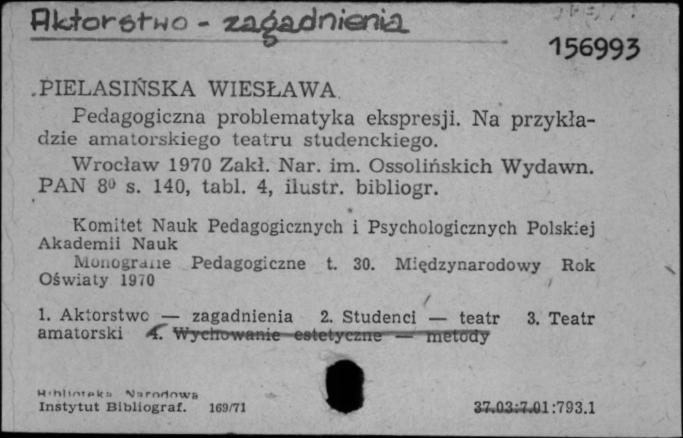 Aktorstwo - zagadnienia
156993
PIELASIŃSKA WIESŁAWA
Pedagogiczna problematyka ekspresji. Na przykła-
dzie amatorskiego teatru studenckiego.
Wrocław 1970 Zakł. Nar. im. Ossolińskich Wydawn.
PAN 8⁰ s. 140, tabl. 4, ilustr. bibliogr.
Komitet Nauk Pedagogicznych i Psychologicznych Polskiej
Akademii Nauk
Monografie Pedagogiczne t. 30. Międzynarodowy Rok
Oświaty 1970
1. Aktorstwo — zagadnienia 2. Studenci — teatr 3. Teatr
amatorski 4. Wychowanie estetyczne — metody
Biblioteka Narodowa
Instytut Bibliograf. 169/71
37.03:7.01:793.1